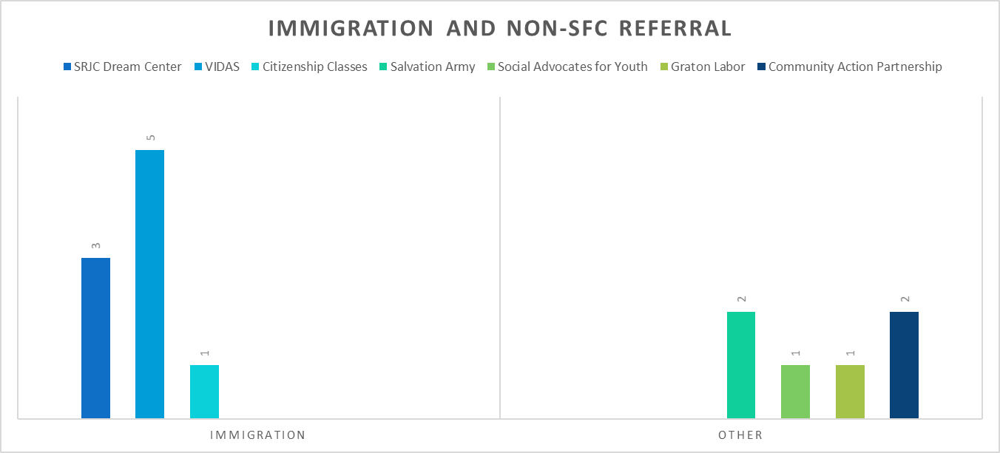 IMMIGRATION AND NON-SFC REFERRAL
SRJC Dream Center VIDAS Citizenship Classes Salvation Army Social Advocates for Youth Graton Labor Community Action Partnership
5
3
2 2
1 1 1
IMMIGRATION OTHER